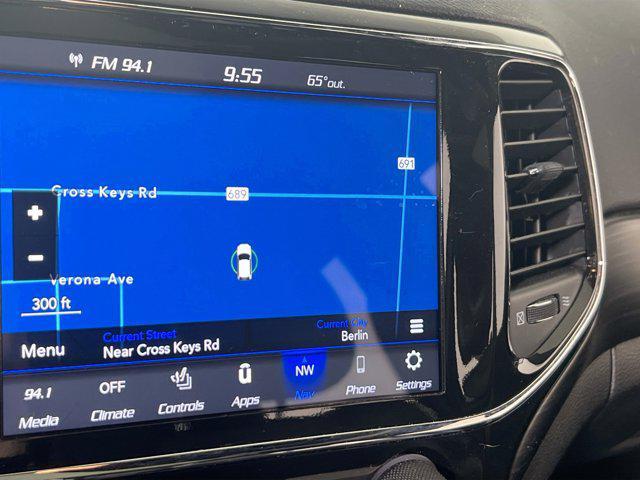 FM 94.1 9:55 65°out.
691
Cross Keys Rd 689
+
-
Verona Ave
300 ft
Menu Current Street Current City
Near Cross Keys Rd Berlin
94.1 OFF NW
Media Climate Controls Apps Nav Phone Settings